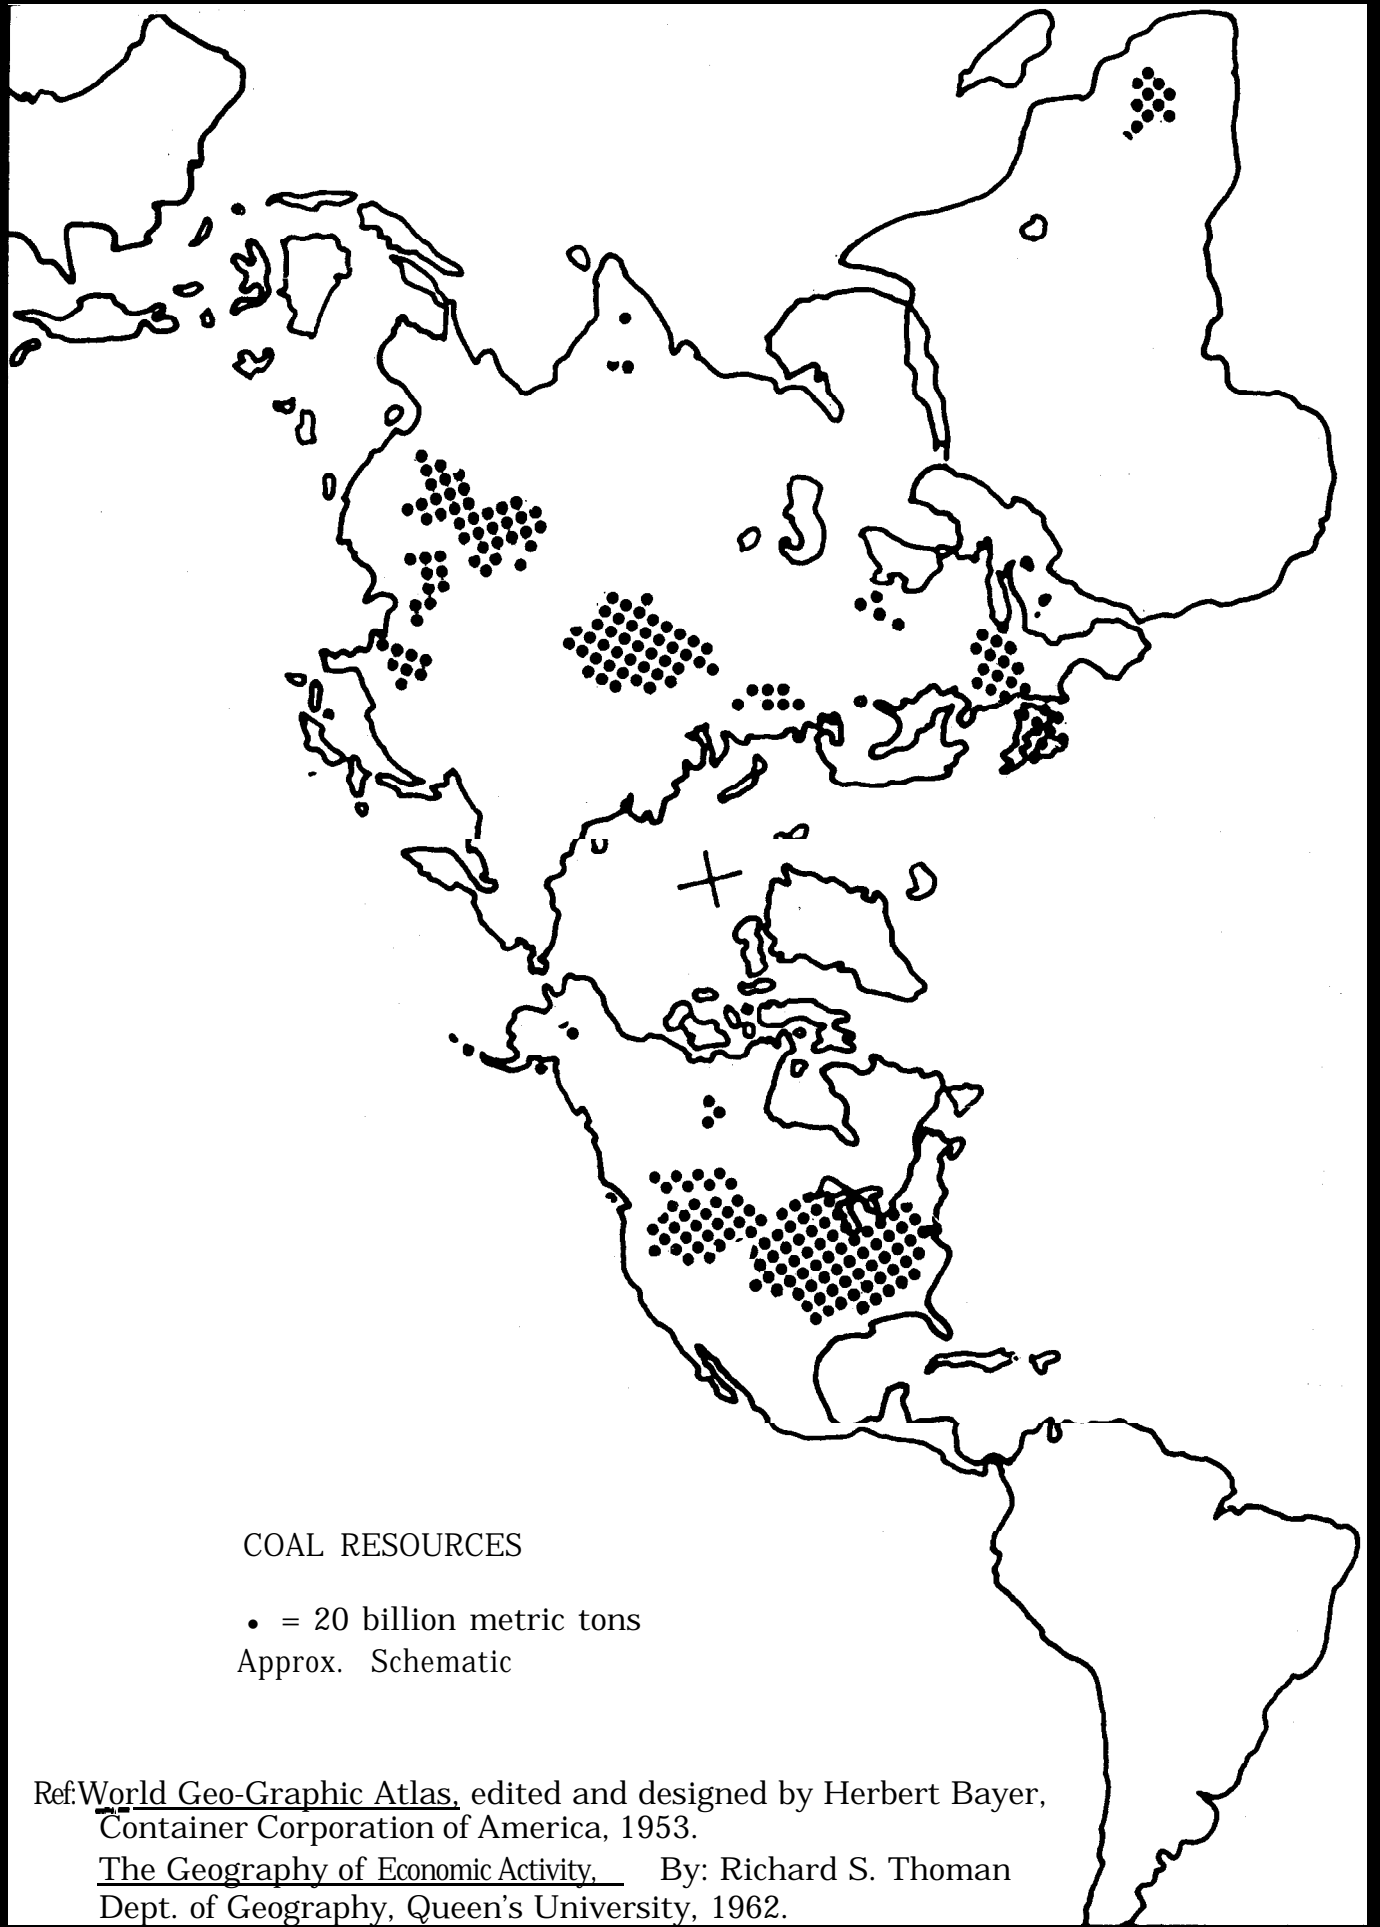 COAL RESOURCES
• = 20 billion metric tons
Approx. Schematic
Ref:World Geo-Graphic Atlas, edited and designed by Herbert Bayer,
Container Corporation of America, 1953.
The Geography of Economic Activity, By: Richard S. Thoman
Dept. of Geography, Queen's University, 1962.